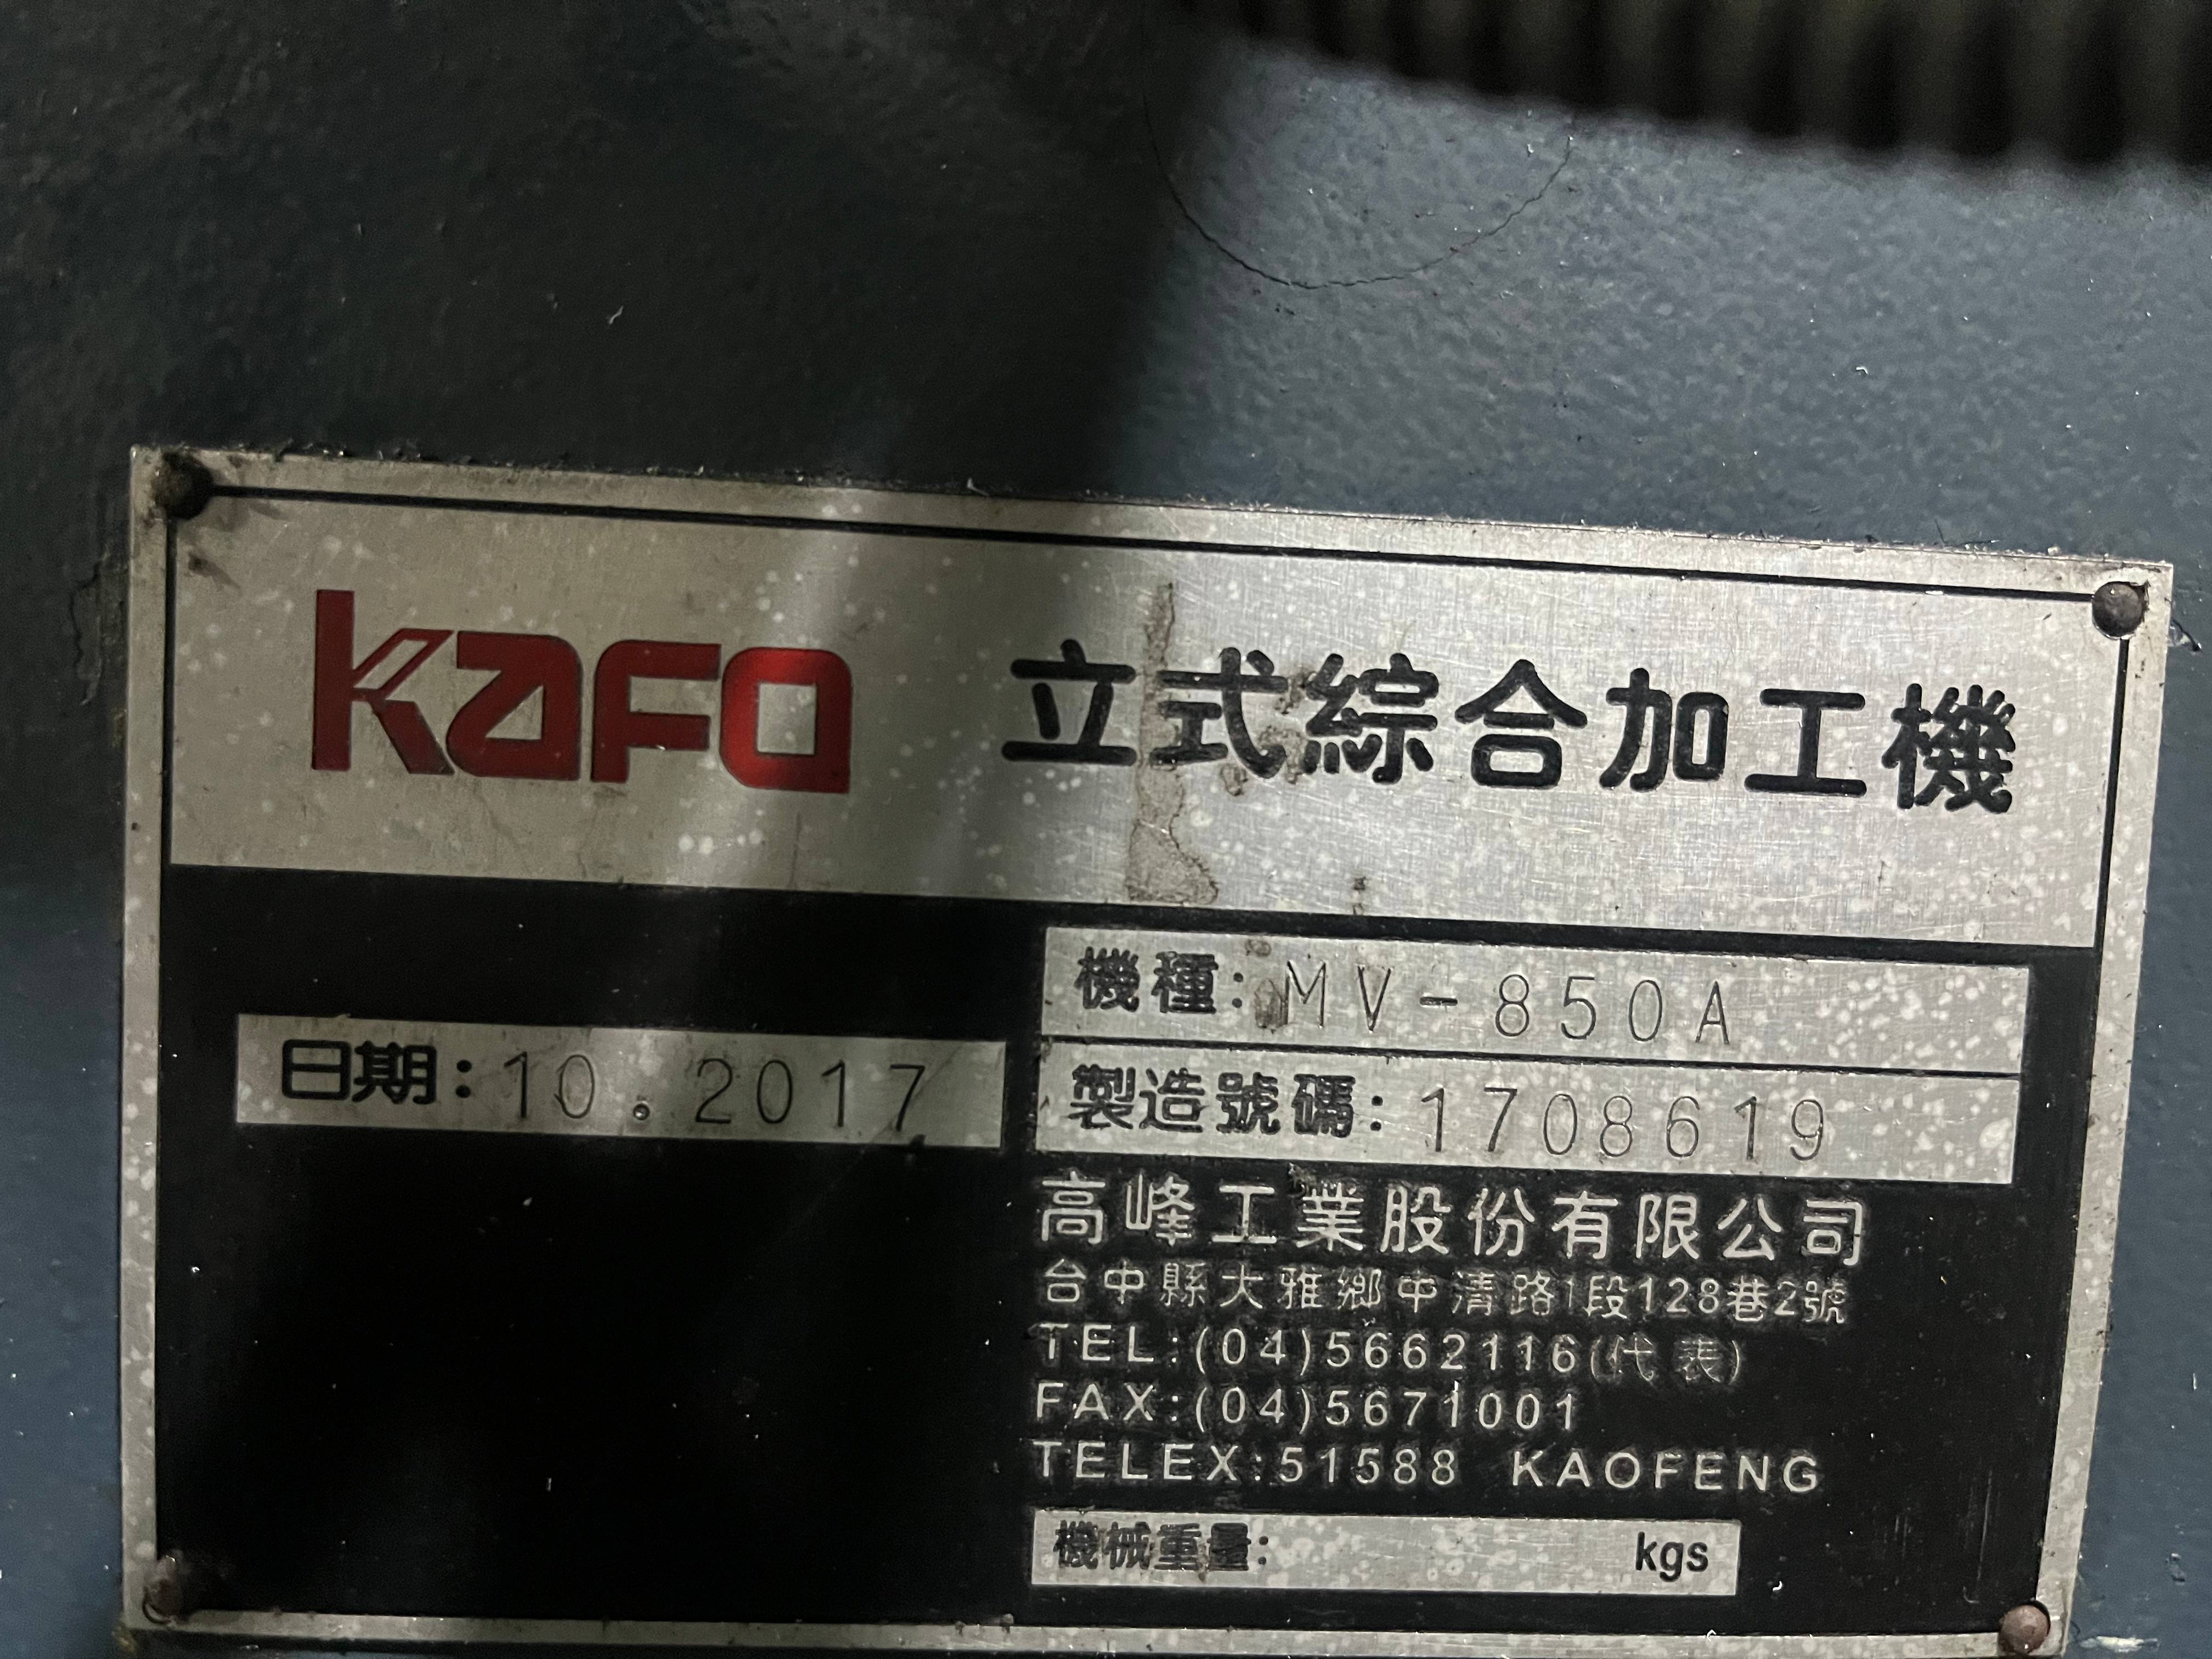 KAFO 立式綜合加工機
機種:MV-850A
日期:10.2017
製造號碼:1708619
高峰工業股份有限公司
台中縣大雅鄉中清路1段128巷2號
TEL:(04)5662116(代表)
FAX:(04)5671001
TELEX:51588 KAOFENG
機械重量: kgs